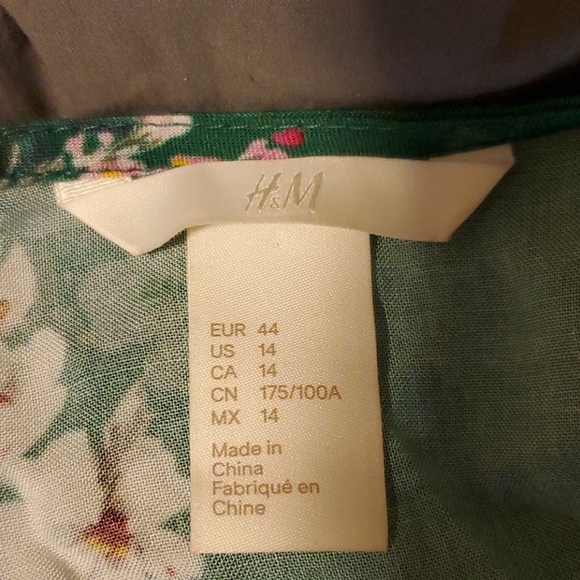 H&M
EUR 44
US 14
CA 14
CN 175/100A
MX 14
Made in
China
Fabriqué en
Chine